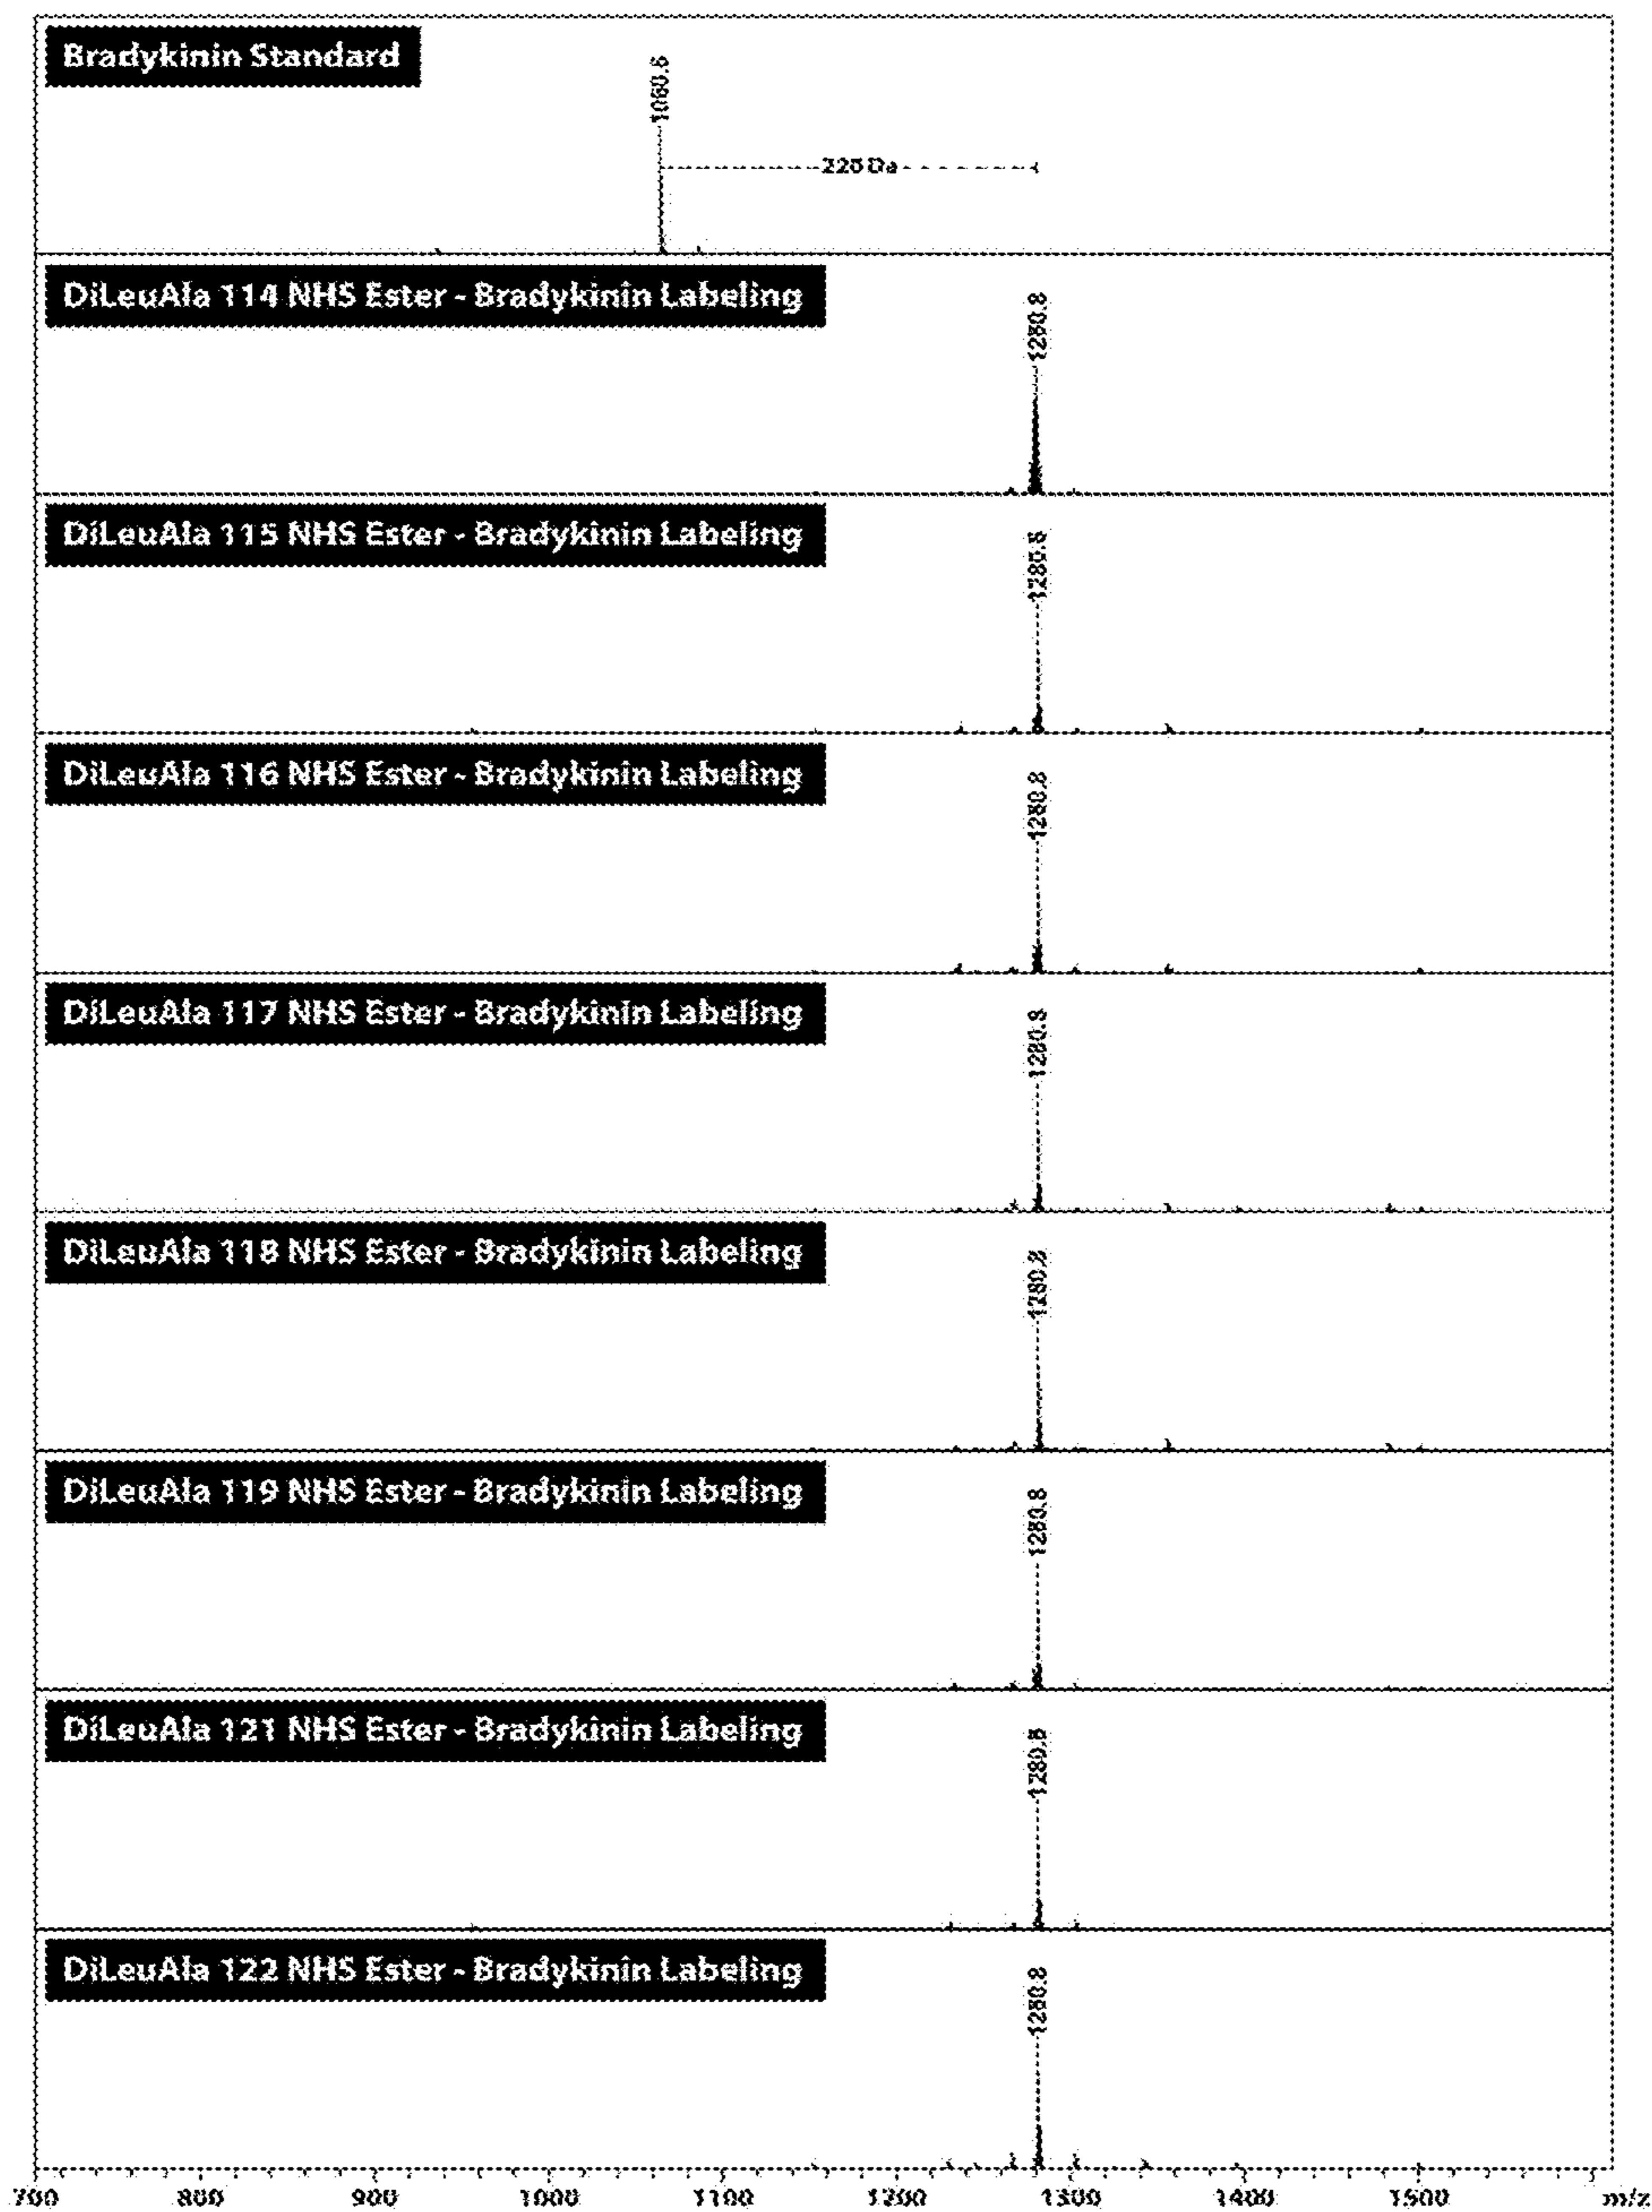 Bradykinin Standard
1060.6
220 Da
DiLeuAla 114 NHS Ester - Bradykinin Labeling
1280.8
DiLeuAla 115 NHS Ester - Bradykinin Labeling
1280.8
DiLeuAla 116 NHS Ester - Bradykinin Labeling
1280.8
DiLeuAla 117 NHS Ester - Bradykinin Labeling
1280.8
DiLeuAla 118 NHS Ester - Bradykinin Labeling
1280.8
DiLeuAla 119 NHS Ester - Bradykinin Labeling
1280.8
DiLeuAla 121 NHS Ester - Bradykinin Labeling
1280.8
DiLeuAla 122 NHS Ester - Bradykinin Labeling
1280.8
700 800 900 1000 1100 1200 1300 1400 1500 m/z